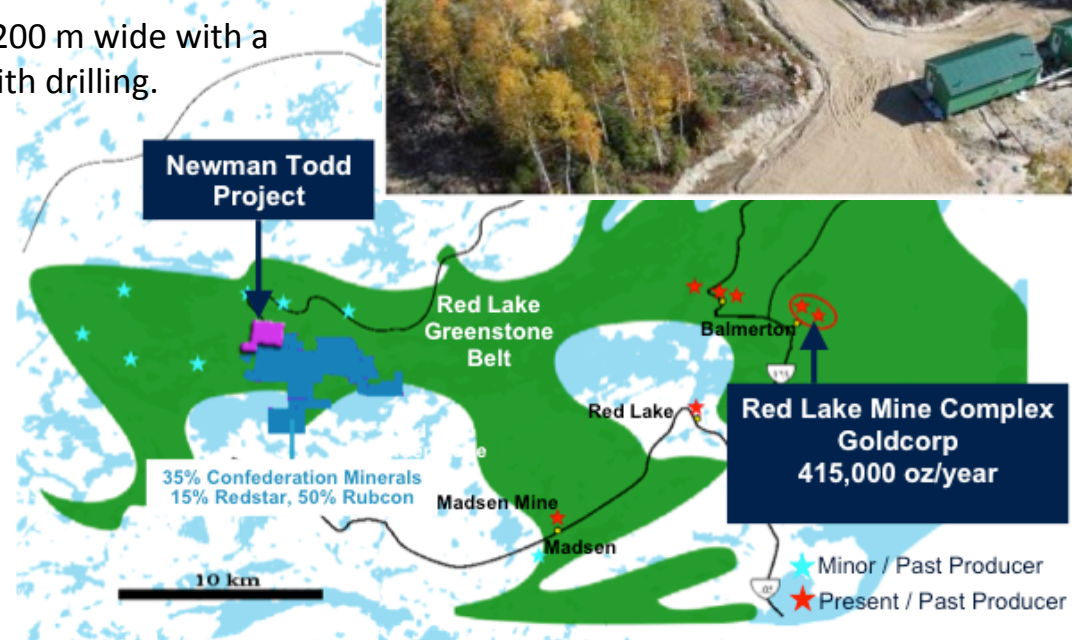 200 m wide with a
ith drilling.
Newman Todd
Project
Red Lake
Greenstone
Belt
Balmerton
Red Lake
Red Lake Mine Complex
Goldcorp
415,000 oz/year
35% Confederation Minerals
15% Redstar, 50% Rubcon
Madsen Mine
Madsen
10 km
Minor / Past Producer
Present / Past Producer